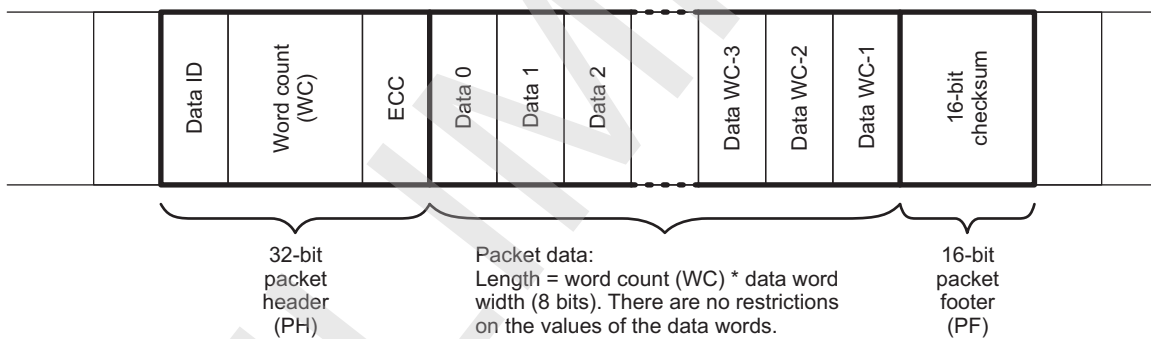 Data ID
Word count
(WC)
ECC
Data 0
Data 1
Data 2
Data WC-3
Data WC-2
Data WC-1
16-bit
checksum
32-bit
packet
header
(PH)
Packet data:
Length = word count (WC) * data word
width (8 bits). There are no restrictions
on the values of the data words.
16-bit
packet
footer
(PF)